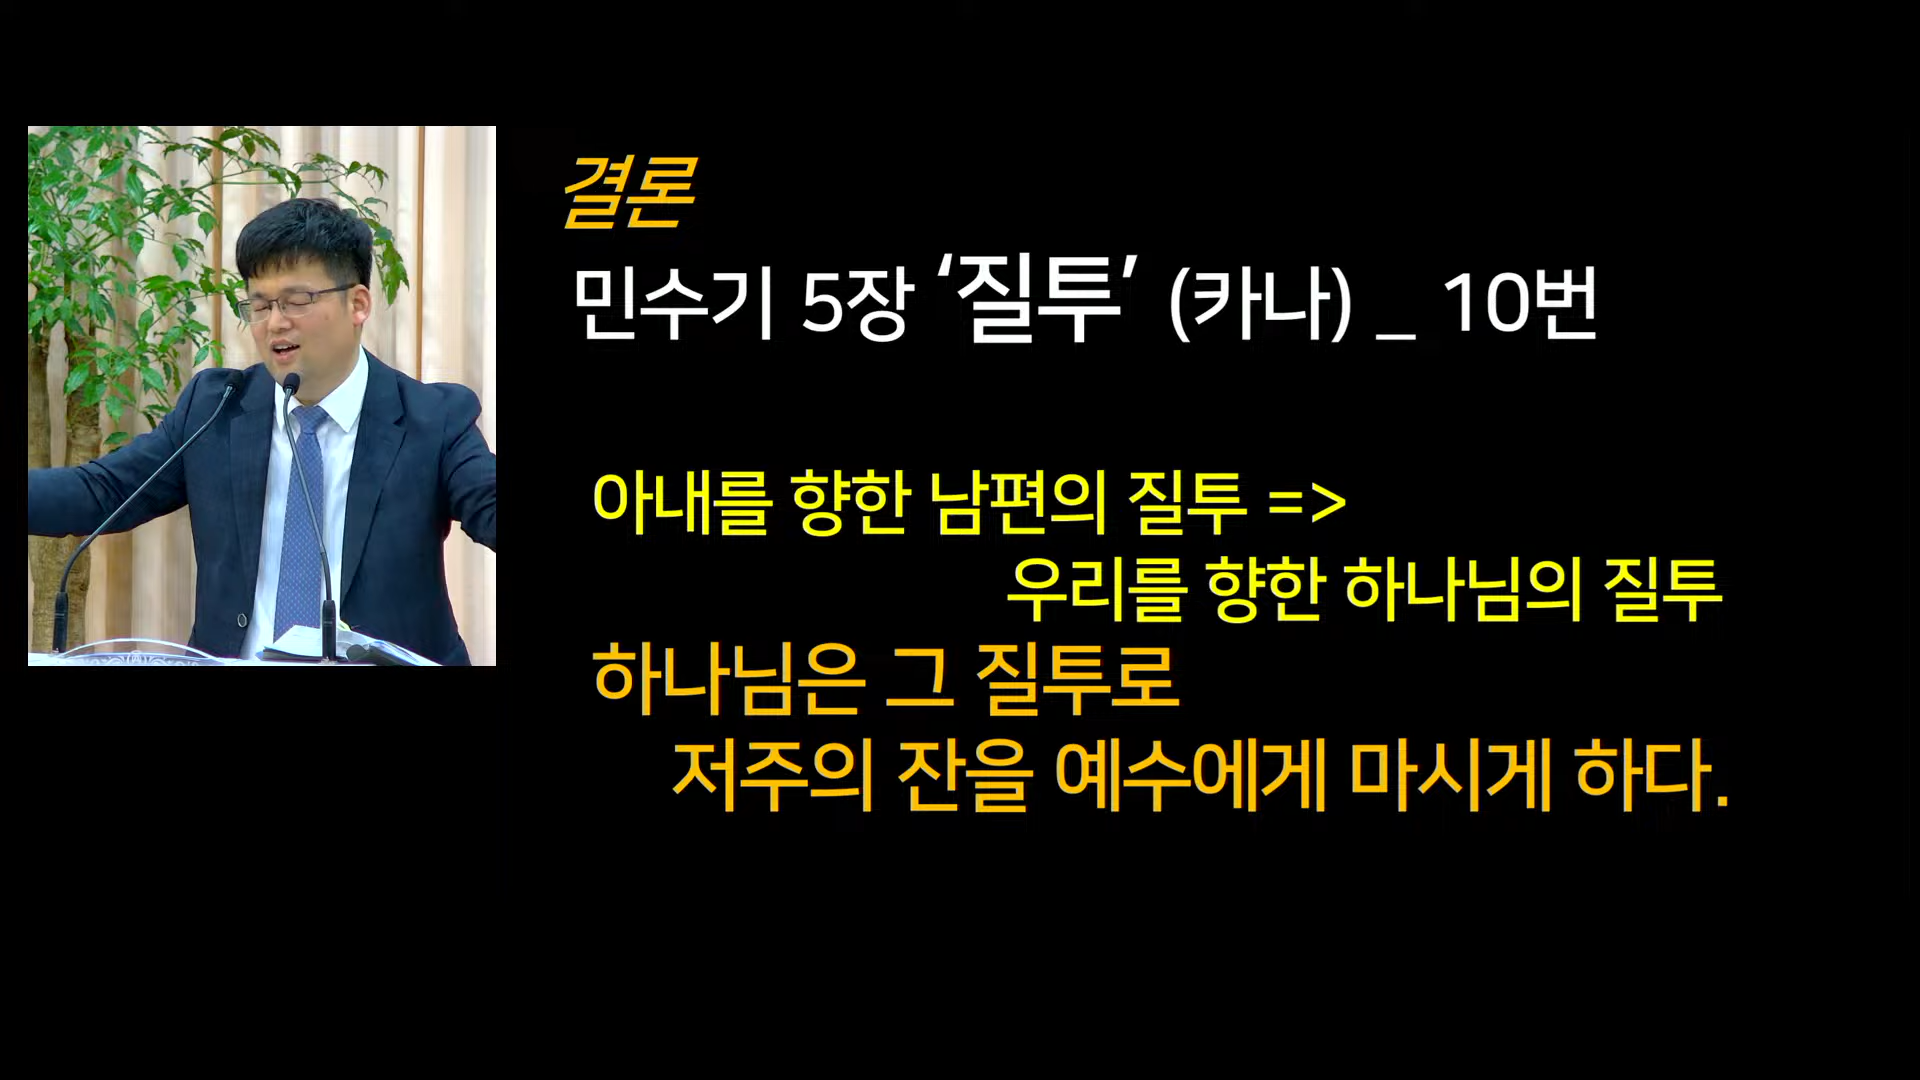 결론
민수기 5장 ‘질투’ (카나) _ 10번
아내를 향한 남편의 질투 =>
우리를 향한 하나님의 질투
하나님은 그 질투로
저주의 잔을 예수에게 마시게 하다.